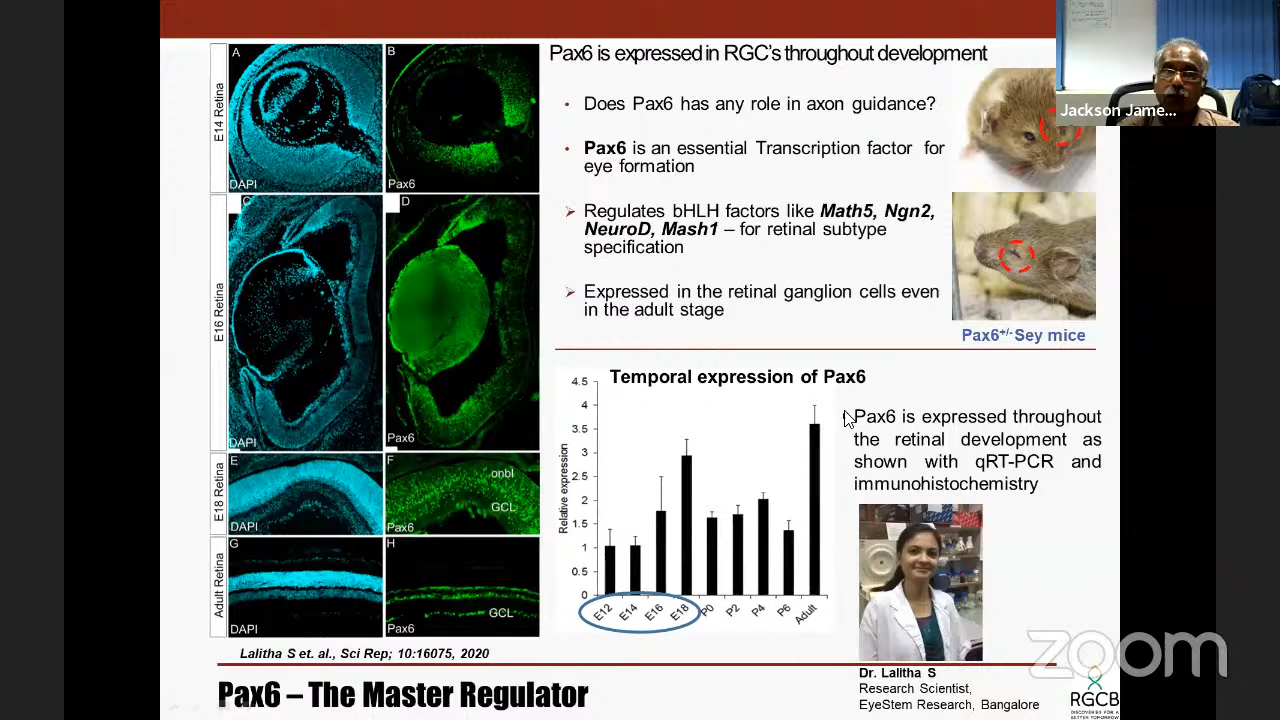 Pax6 is expressed in RGC's throughout development
Jackson Jame...
E14 Retina
A
DAPI
B
Pax6
E16 Retina
C
DAPI
D
Pax6
E18 Retina
E
DAPI
F
onbl
GCL
Pax6
Adult Retina
G
DAPI
H
GCL
Pax6
Lalitha S et. al., Sci Rep; 10:16075, 2020
• Does Pax6 has any role in axon guidance?
• Pax6 is an essential Transcription factor for
eye formation
➢ Regulates bHLH factors like Math5, Ngn2,
NeuroD, Mash1 – for retinal subtype
specification
➢ Expressed in the retinal ganglion cells even
in the adult stage
Pax6+/- Sey mice
Temporal expression of Pax6
Relative expression
4.5
4
3.5
3
2.5
2
1.5
1
0.5
0
E12
E14
E16
E18
P0
P2
P4
P6
Adult
Pax6 is expressed throughout
the retinal development as
shown with qRT-PCR and
immunohistochemistry
Dr. Lalitha S
Research Scientist,
EyeStem Research, Bangalore
zoom
RGCB
DISCOVERIES FOR A
BETTER TOMORROW
Pax6 – The Master Regulator